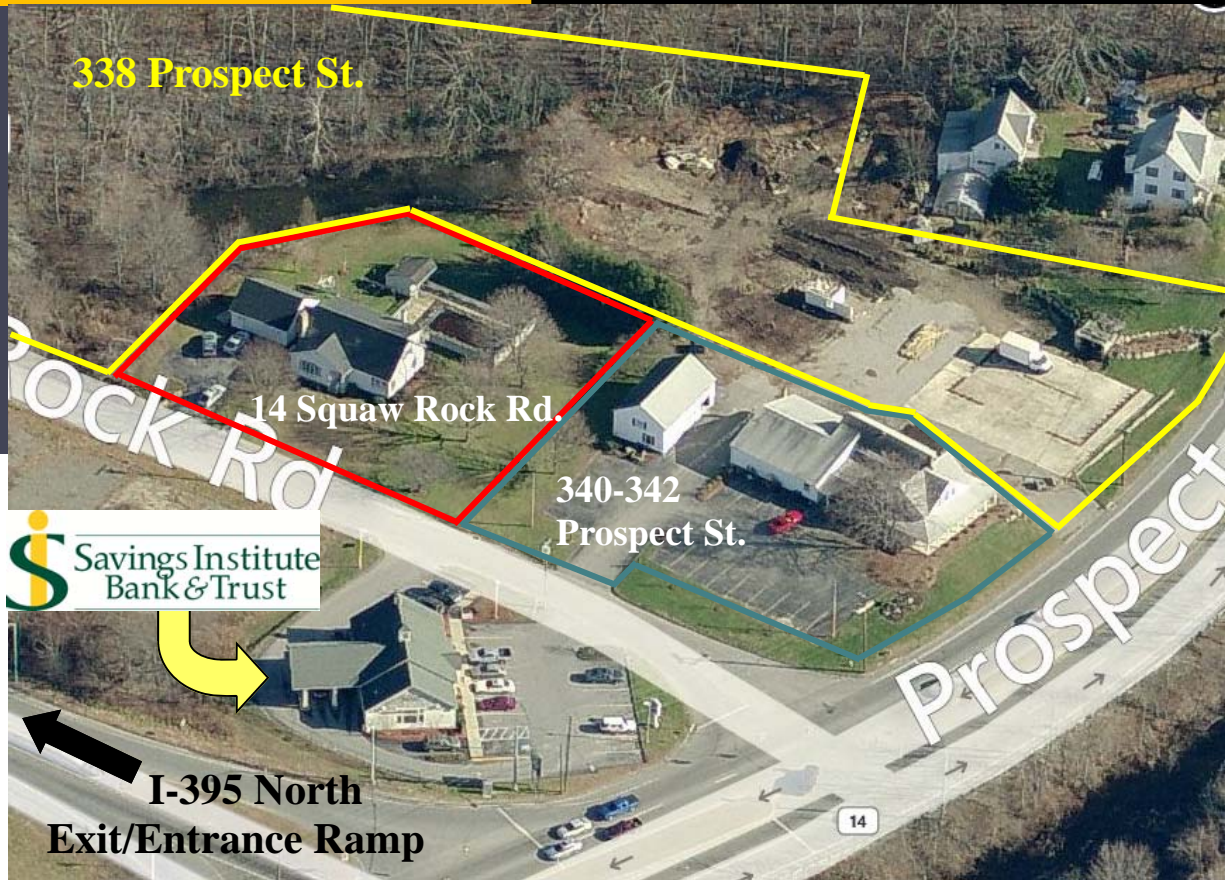 338 Prospect St.
14 Squaw Rock Rd.
Rock Rd
340-342
Prospect St.
Savings Institute
Bank & Trust
Prospect
I-395 North
Exit/Entrance Ramp
14